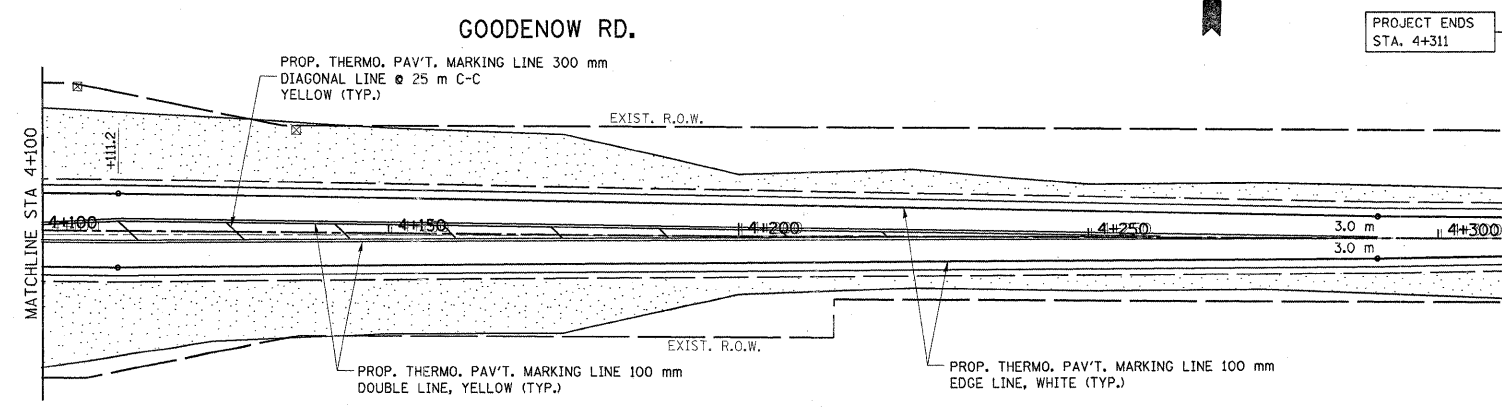 GOODENOW RD.
PROJECT ENDS
STA. 4+311
PROP. THERMO. PAV'T. MARKING LINE 300 mm
DIAGONAL LINE @ 25 m C-C
YELLOW (TYP.)
EXIST. R.O.W.
MATCHLINE STA 4+100
+111.2
4+100
4+150
4+200
4+250
3.0 m
4+300
3.0 m
EXIST. R.O.W.
PROP. THERMO. PAV'T. MARKING LINE 100 mm
DOUBLE LINE, YELLOW (TYP.)
PROP. THERMO. PAV'T. MARKING LINE 100 mm
EDGE LINE, WHITE (TYP.)